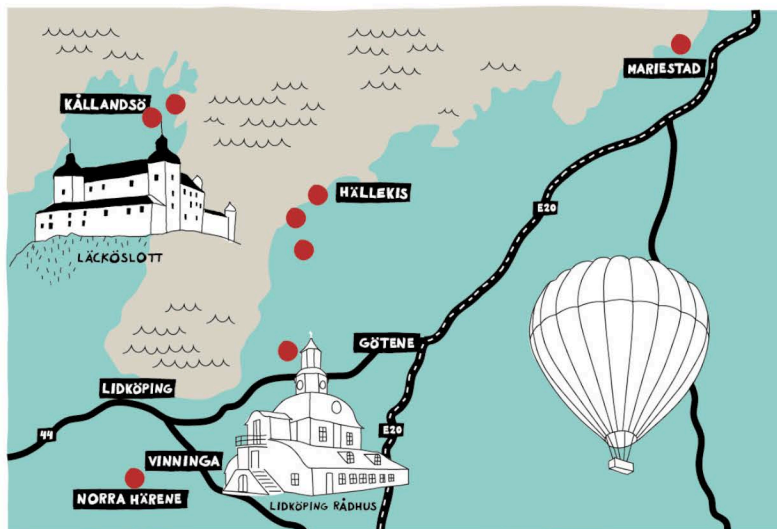 MARIESTAD
KÅLLANDSÖ
HÄLLEKIS
E20
LÄCKÖSLOTT
GÖTENE
LIDKÖPING
44
E20
VINNINGA
NORRA HÄRENE
LIDKÖPING RÅDHUS